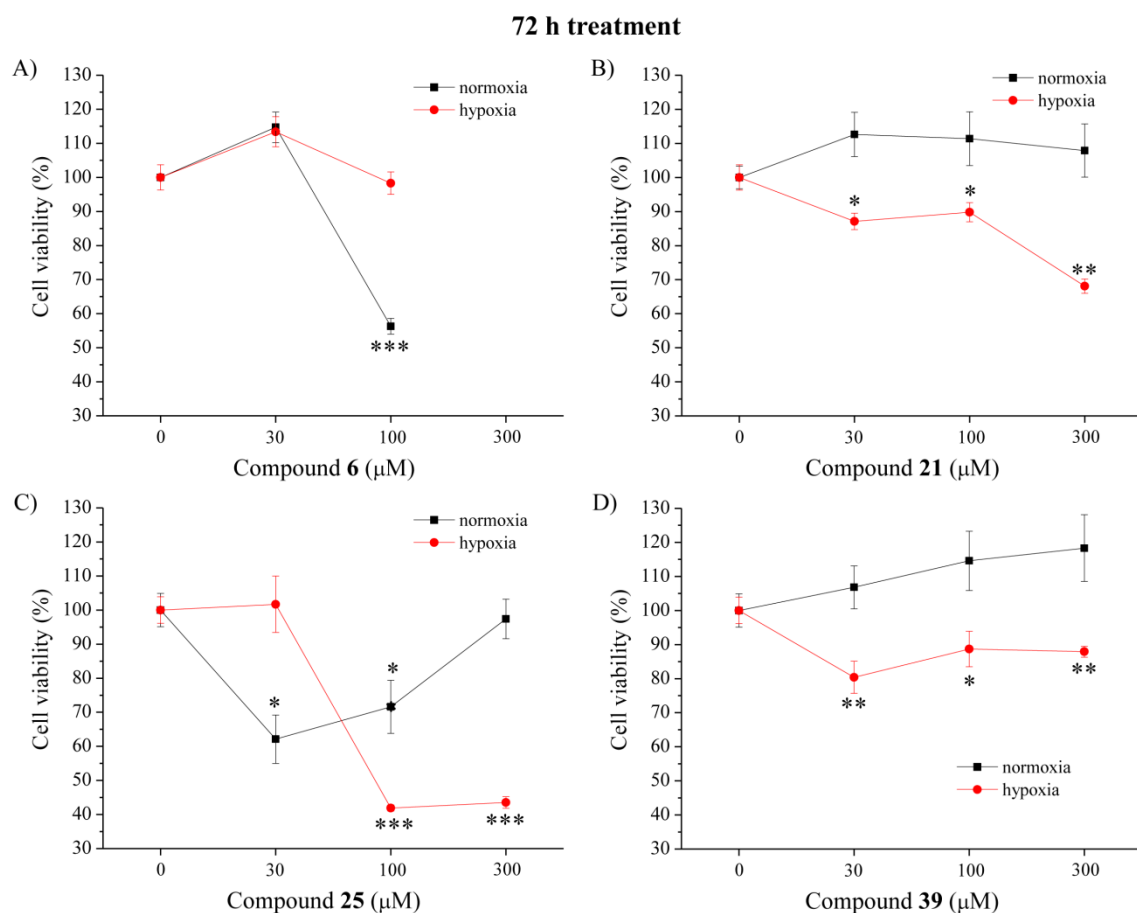 72 h treatment
A)
130
120
110
100
90
80
70
60
50
40
30
Cell viability (%)
normoxia
hypoxia
***
0 30 100 300
Compound 6 (μM)
B)
130
120
110
100
90
80
70
60
50
40
30
Cell viability (%)
normoxia
hypoxia
* *
**
0 30 100 300
Compound 21 (μM)
C)
130
120
110
100
90
80
70
60
50
40
30
Cell viability (%)
normoxia
hypoxia
* *
*** ***
0 30 100 300
Compound 25 (μM)
D)
130
120
110
100
90
80
70
60
50
40
30
Cell viability (%)
** * **
normoxia
hypoxia
0 30 100 300
Compound 39 (μM)